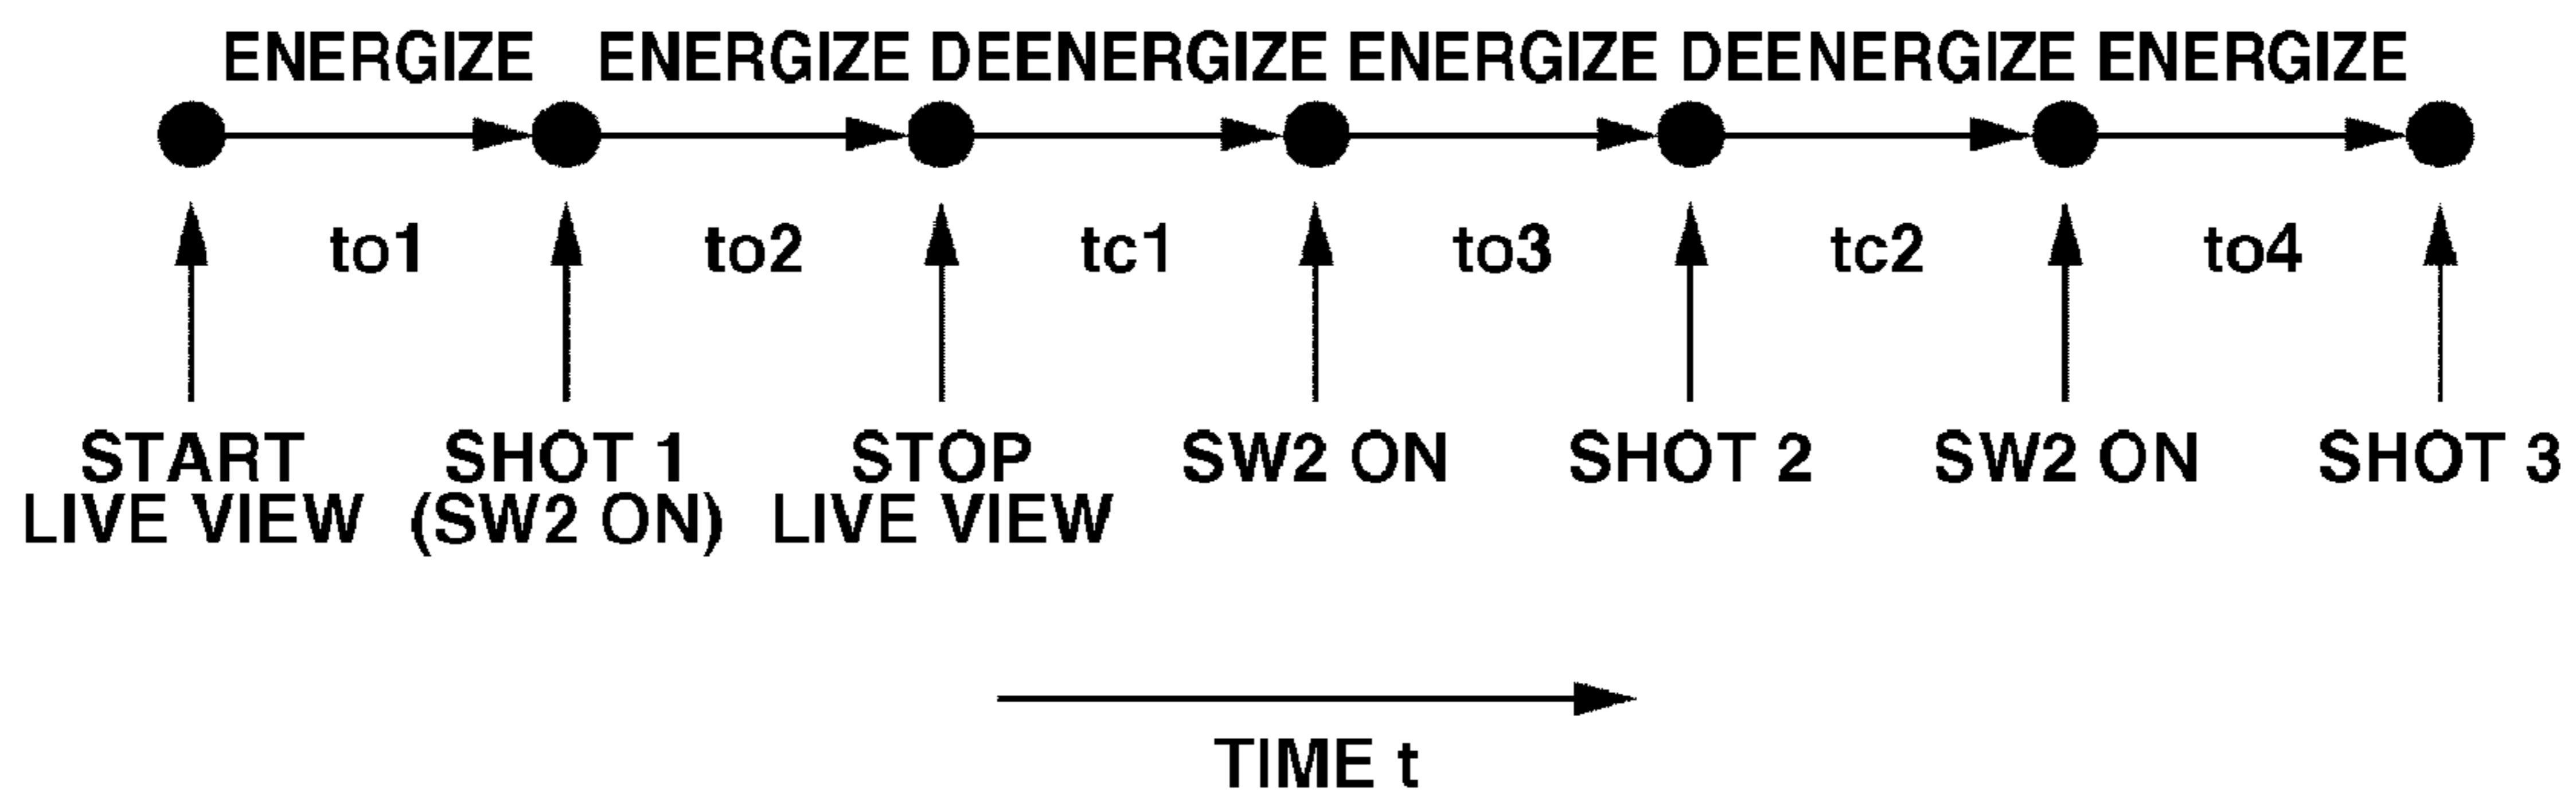 ENERGIZE ENERGIZE DEENERGIZE ENERGIZE DEENERGIZE ENERGIZE
to1 to2 tc1 to3 tc2 to4
START LIVE VIEW
SHOT 1 (SW2 ON)
STOP LIVE VIEW
SW2 ON
SHOT 2
SW2 ON
SHOT 3
TIME t